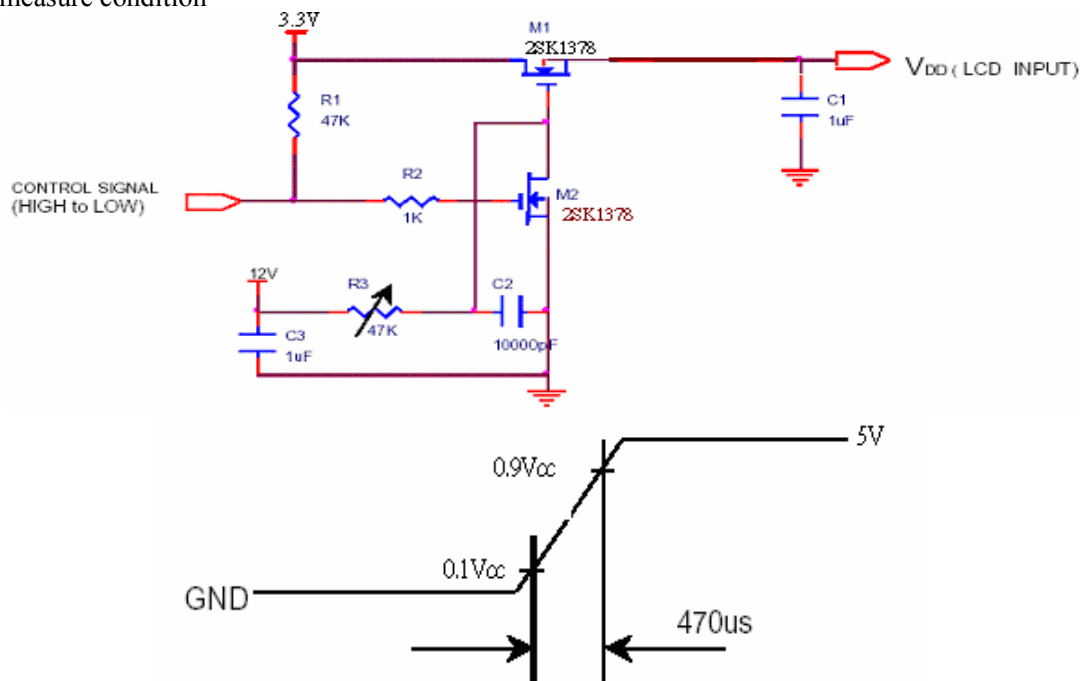 measure condition
3.3V
M1
2SK1378
VDD ( LCD INPUT)
R1
47K
C1
1uF
R2
1K
CONTROL SIGNAL
(HIGH to LOW)
M2
2SK1378
12V
R3
47K
C2
10000pF
C3
1uF
5V
0.9Vcc
0.1Vcc
GND
470us